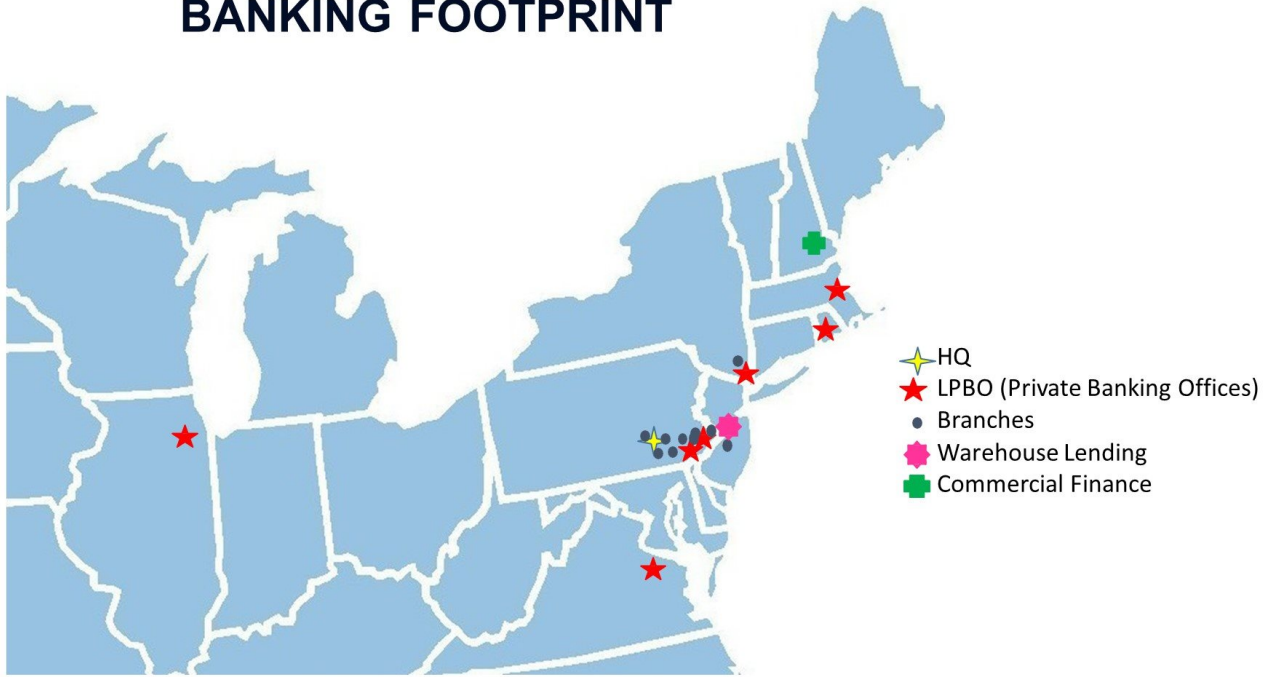 BANKING FOOTPRINT
HQ
LPBO (Private Banking Offices)
Branches
Warehouse Lending
Commercial Finance